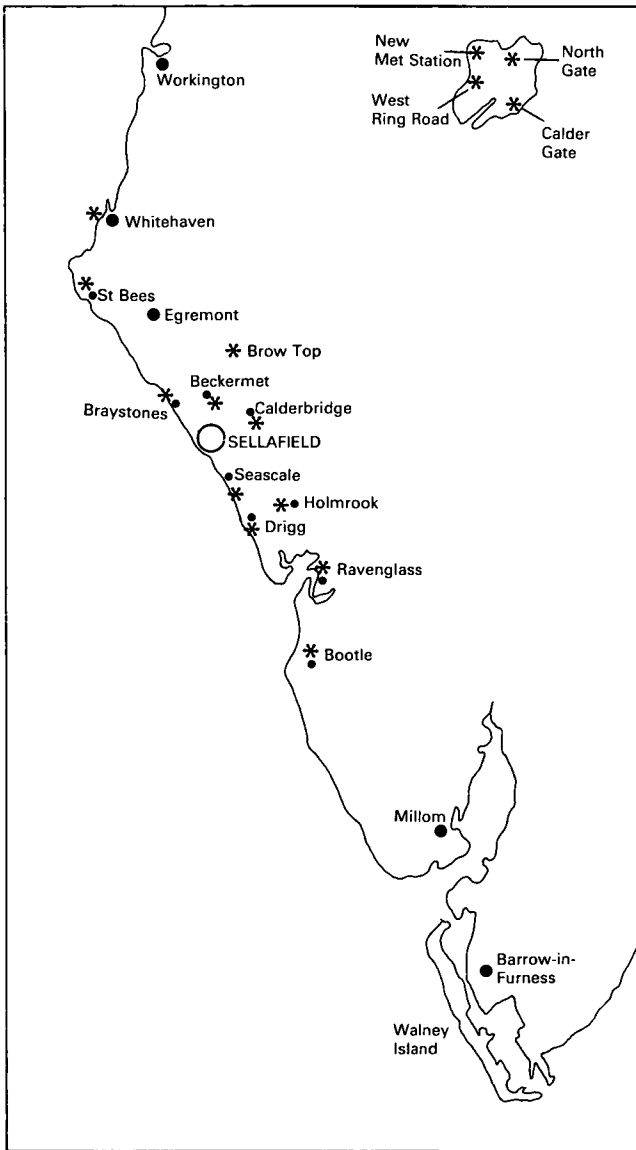 New
Met Station
North
Gate
West
Ring Road
Calder
Gate
Workington
Whitehaven
St Bees
Egremont
Brow Top
Beckermet
Braystones
Calderbridge
SELLAFIELD
Seascale
Holmrook
Drigg
Ravenglass
Bootle
Millom
Barrow-in-
Furness
Walney
Island